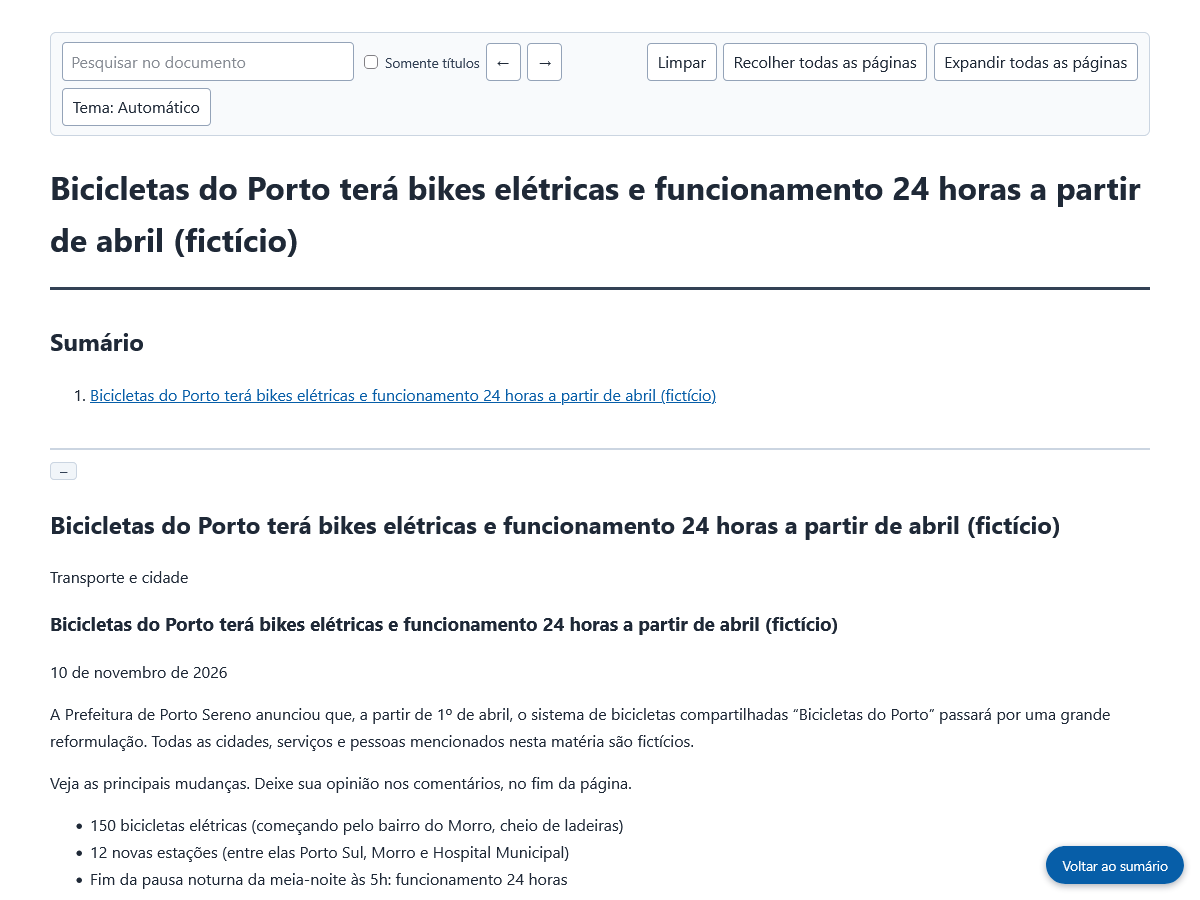 Pesquisar no documento
Somente títulos
←
→
Limpar
Recolher todas as páginas
Expandir todas as páginas
Tema: Automático
Bicicletas do Porto terá bikes elétricas e funcionamento 24 horas a partir
de abril (fictício)
Sumário
1. Bicicletas do Porto terá bikes elétricas e funcionamento 24 horas a partir de abril (fictício)
–
Bicicletas do Porto terá bikes elétricas e funcionamento 24 horas a partir de abril (fictício)
Transporte e cidade
Bicicletas do Porto terá bikes elétricas e funcionamento 24 horas a partir de abril (fictício)
10 de novembro de 2026
A Prefeitura de Porto Sereno anunciou que, a partir de 1º de abril, o sistema de bicicletas compartilhadas “Bicicletas do Porto” passará por uma grande
reformulação. Todas as cidades, serviços e pessoas mencionados nesta matéria são fictícios.
Veja as principais mudanças. Deixe sua opinião nos comentários, no fim da página.
• 150 bicicletas elétricas (começando pelo bairro do Morro, cheio de ladeiras)
• 12 novas estações (entre elas Porto Sul, Morro e Hospital Municipal)
• Fim da pausa noturna da meia-noite às 5h: funcionamento 24 horas
Voltar ao sumário